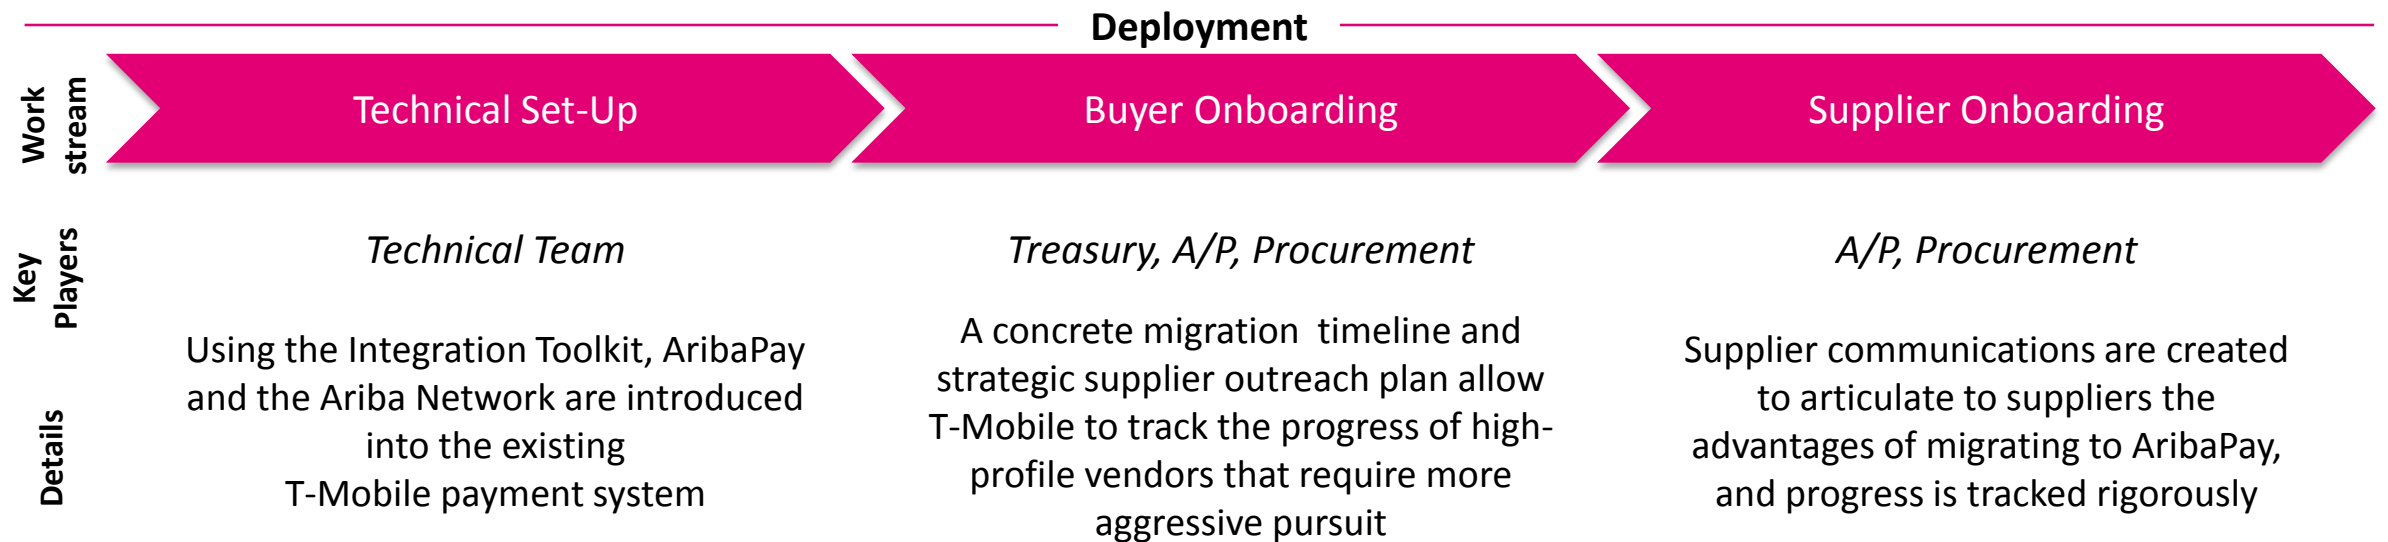 Deployment
Work stream
Technical Set-Up
Buyer Onboarding
Supplier Onboarding
Key Players
Technical Team
Treasury, A/P, Procurement
A/P, Procurement
Details
Using the Integration Toolkit, AribaPay
and the Ariba Network are introduced
into the existing
T-Mobile payment system
A concrete migration  timeline and
strategic supplier outreach plan allow
T-Mobile to track the progress of high-
profile vendors that require more
aggressive pursuit
Supplier communications are created
to articulate to suppliers the
advantages of migrating to AribaPay,
and progress is tracked rigorously